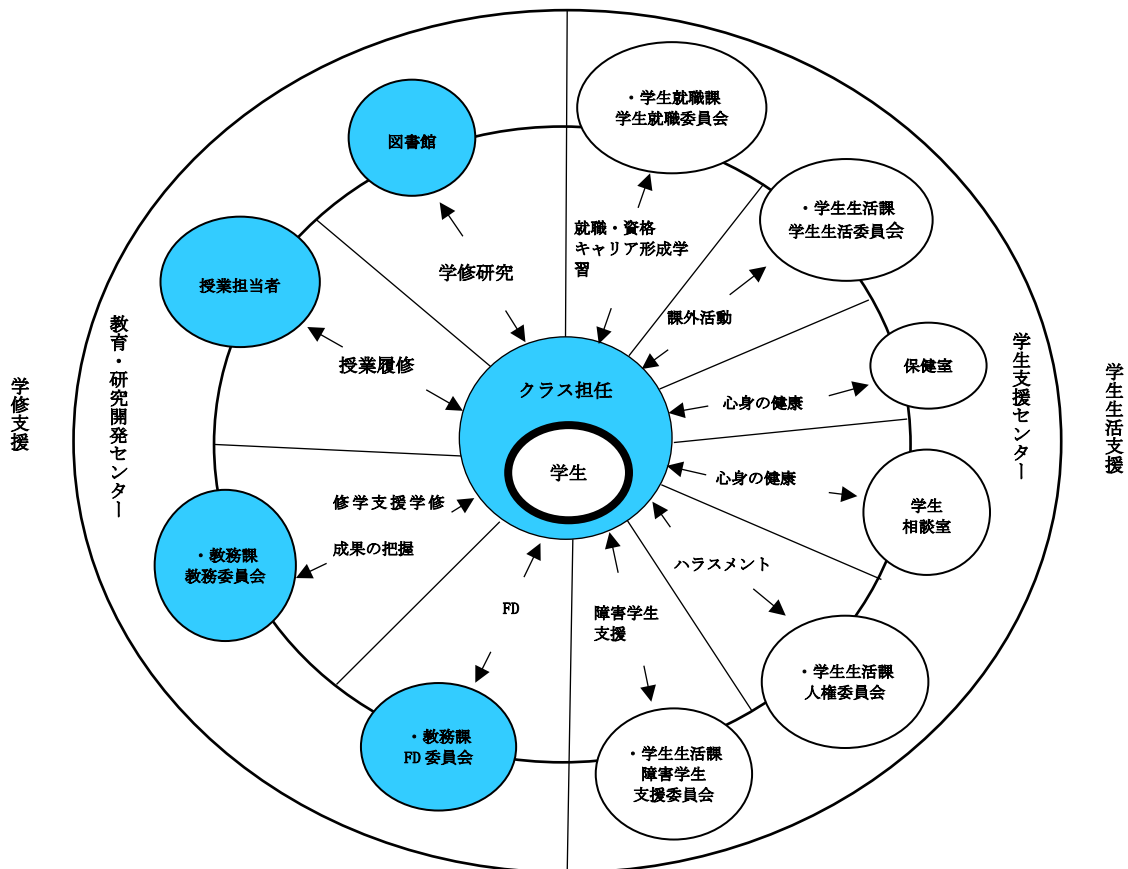 ・学生就職課
学生就職委員会
図書館
・学生生活課
学生生活委員会
就職・資格
キャリア形成学
習
学修研究
授業担当者
課外活動
教育・研究開発センター
学生支援センター
学修支援
学生生活支援
授業履修
クラス担任
保健室
心身の健康
学生
心身の健康
学生
相談室
修学支援学修
成果の把握
・教務課
教務委員会
ハラスメント
FD
障害学生
支援
・学生生活課
人権委員会
・教務課
FD 委員会
・学生生活課
障害学生
支援委員会